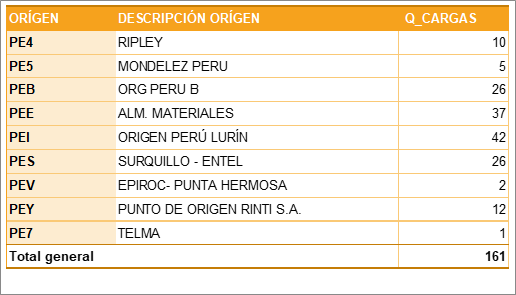 ORÍGEN DESCRIPCIÓN ORÍGEN Q_CARGAS
PE4 RIPLEY 10
PE5 MONDELEZ PERU 5
PEB ORG PERU B 26
PEE ALM. MATERIALES 37
PEI ORIGEN PERÚ LURÍN 42
PES SURQUILLO - ENTEL 26
PEV EPIROC- PUNTA HERMOSA 2
PEY PUNTO DE ORIGEN RINTI S.A. 12
PE7 TELMA 1
Total general 161